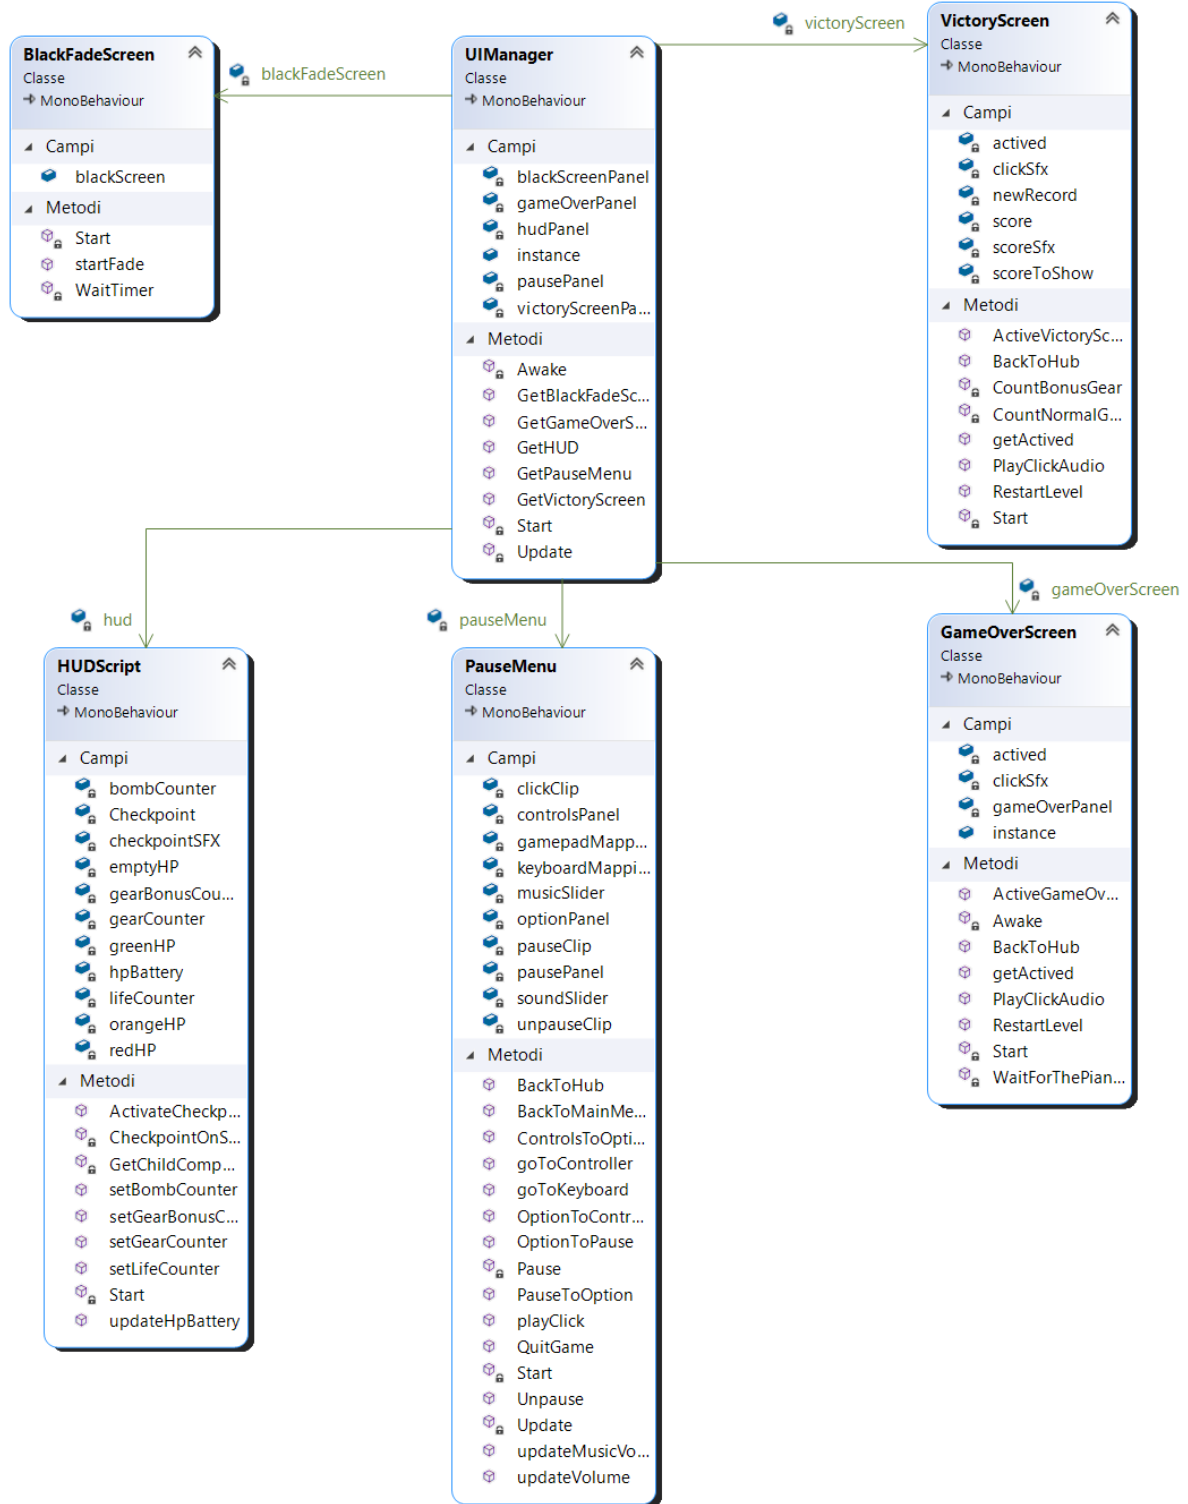 BlackFadeScreen
Classe
MonoBehaviour
Campi
blackScreen
Metodi
Start
startFade
WaitTimer
blackFadeScreen
UIManager
Classe
MonoBehaviour
Campi
blackScreenPanel
gameOverPanel
hudPanel
instance
pausePanel
victoryScreenPa...
Metodi
Awake
GetBlackFadeSc...
GetGameOverS...
GetHUD
GetPauseMenu
GetVictoryScreen
Start
Update
victoryScreen
VictoryScreen
Classe
MonoBehaviour
Campi
actived
clickSfx
newRecord
score
scoreSfx
scoreToShow
Metodi
ActiveVictorySc...
BackToHub
CountBonusGear
CountNormalG...
getActived
PlayClickAudio
RestartLevel
Start
hud
HUDScript
Classe
MonoBehaviour
Campi
bombCounter
Checkpoint
checkpointSFX
emptyHP
gearBonusCou...
gearCounter
greenHP
hpBattery
lifeCounter
orangeHP
redHP
Metodi
ActivateCheckp...
CheckpointOnS...
GetChildComp...
setBombCounter
setGearBonusC...
setGearCounter
setLifeCounter
Start
updateHpBattery
pauseMenu
PauseMenu
Classe
MonoBehaviour
Campi
clickClip
controlsPanel
gamepadMapp...
keyboardMappi...
musicSlider
optionPanel
pauseClip
pausePanel
soundSlider
unpauseClip
Metodi
BackToHub
BackToMainMe...
ControlsToOpti...
goToController
goToKeyboard
OptionToContr...
OptionToPause
Pause
PauseToOption
playClick
QuitGame
Start
Unpause
Update
updateMusicVo...
updateVolume
gameOverScreen
GameOverScreen
Classe
MonoBehaviour
Campi
actived
clickSfx
gameOverPanel
instance
Metodi
ActiveGameOv...
Awake
BackToHub
getActived
PlayClickAudio
RestartLevel
Start
WaitForThePian...